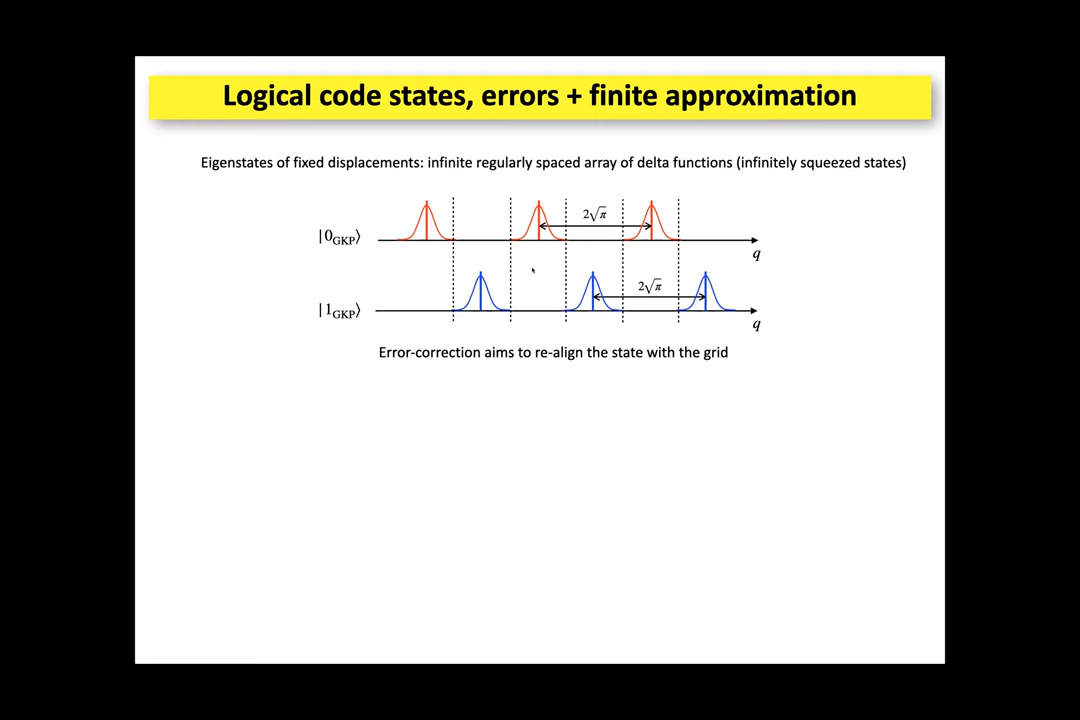 Logical code states, errors + finite approximation
Eigenstates of fixed displacements: infinite regularly spaced array of delta functions (infinitely squeezed states)
2√π
|0GKP⟩
q
2√π
|1GKP⟩
q
Error-correction aims to re-align the state with the grid